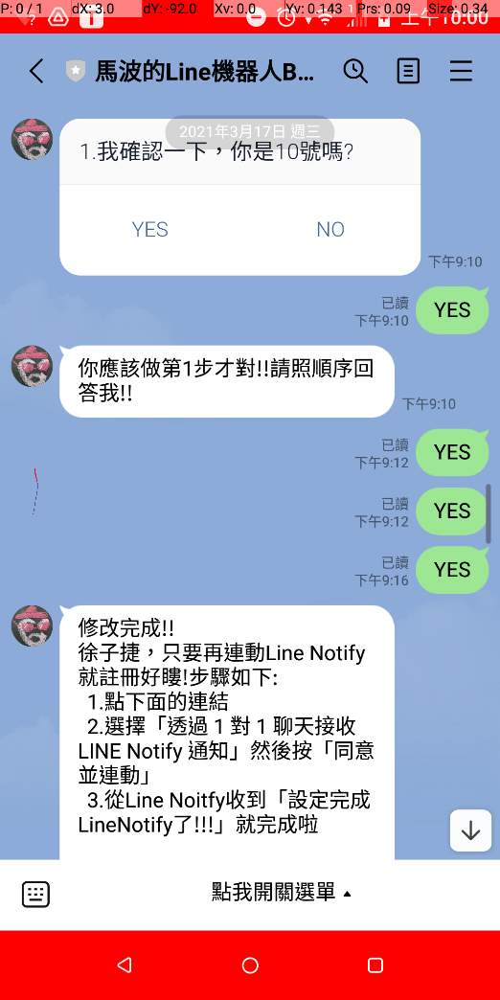 P: 0 / 1 dX: 3.0 dY: -92.0 Xv: 0.0 Yv: 0.143 Prs: 0.09 Size: 0.34
上午10:00
馬波的Line機器人B...
2021年3月17日 週三
1.我確認一下，你是10號嗎?
YES NO
下午9:10
已讀
下午9:10
YES
你應該做第1步才對!!請照順序回
答我!!
下午9:10
已讀
下午9:12
YES
已讀
下午9:12
YES
已讀
下午9:16
YES
修改完成!!
徐子捷，只要再連動Line Notify
就註冊好瞜!步驟如下:
1.點下面的連結
2.選擇「透過 1 對 1 聊天接收
LINE Notify 通知」然後按「同意
並連動」
3.從Line Noitfy收到「設定完成
LineNotify了!!!」就完成啦
點我開關選單